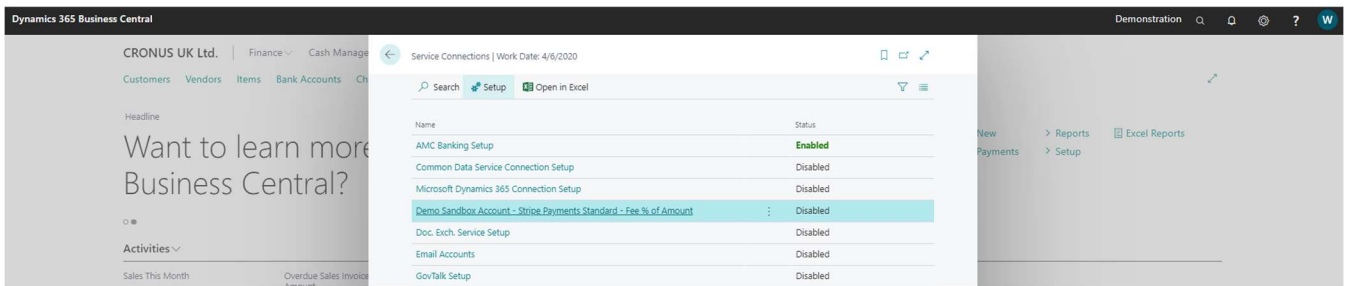 Dynamics 365 Business Central
Demonstration
?
W
CRONUS UK Ltd.
Finance
Cash Manage
Customers Vendors Items Bank Accounts Ch
Headline
Want to learn more
Business Central?
Activities
Sales This Month
Overdue Sales Invoice
Amount
Service Connections | Work Date: 4/6/2020
Search Setup Open in Excel
Name Status
AMC Banking Setup Enabled
Common Data Service Connection Setup Disabled
Microsoft Dynamics 365 Connection Setup Disabled
Demo Sandbox Account - Stripe Payments Standard - Fee % of Amount Disabled
Doc. Exch. Service Setup Disabled
Email Accounts Disabled
GovTalk Setup Disabled
New > Reports Excel Reports
Payments > Setup